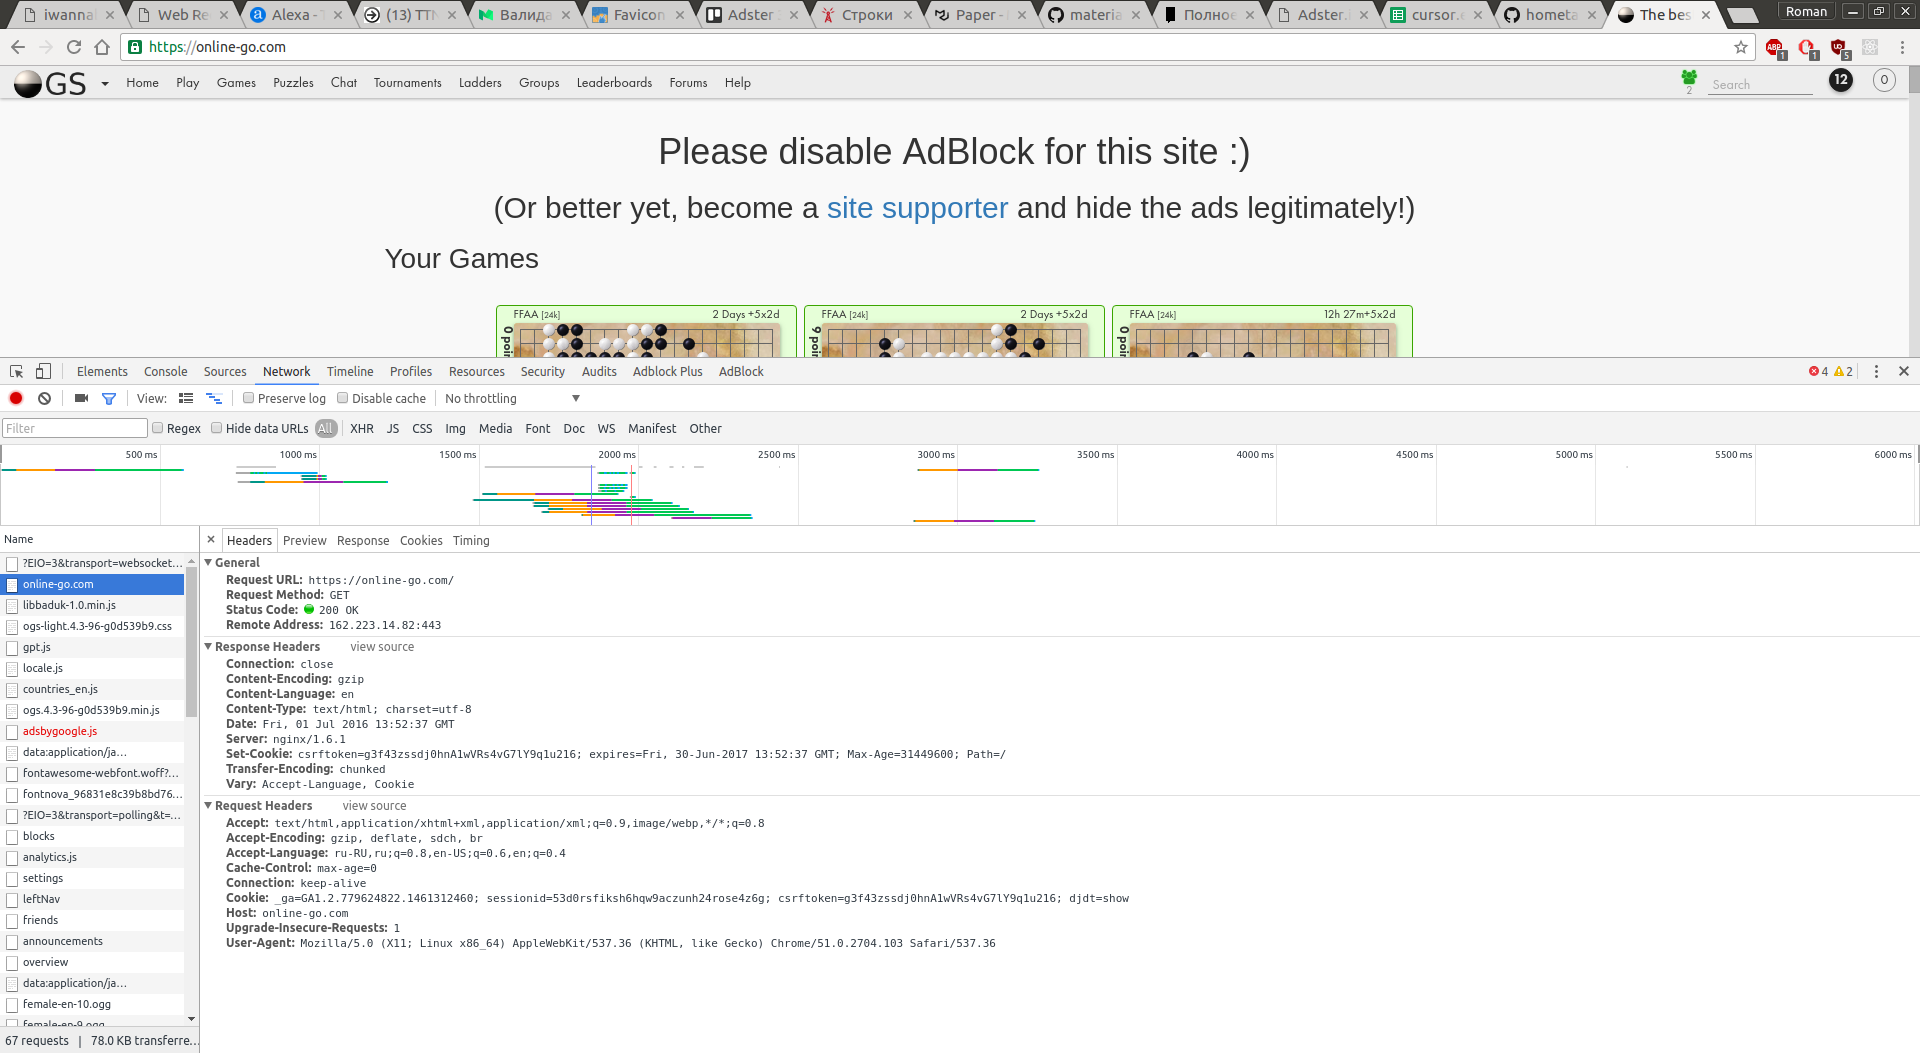 iwanna
Web Re
Alexa - T
(13) TTN
Валида
Favicon
Adster
Строки
Paper -
materia
Полное
Adster.
cursor.e
hometa
The bes
Roman
https://online-go.com
1
1
5
GS
Home Play Games Puzzles Chat Tournaments Ladders Groups Leaderboards Forums Help
2
Search
12
0
Please disable AdBlock for this site :)
(Or better yet, become a site supporter and hide the ads legitimately!)
Your Games
FFAA [24k] 2 Days +5x2d
FFAA [24k] 2 Days +5x2d
FFAA [24k] 12h 27m+5x2d
0 poin
9 poin
0 poin
Elements Console Sources Network Timeline Profiles Resources Security Audits Adblock Plus AdBlock
4 2
View: Preserve log Disable cache No throttling
Filter Regex Hide data URLs All XHR JS CSS Img Media Font Doc WS Manifest Other
500 ms 1000 ms 1500 ms 2000 ms 2500 ms 3000 ms 3500 ms 4000 ms 4500 ms 5000 ms 5500 ms 6000 ms
Name
?EIO=3&transport=websocket...
online-go.com
libbaduk-1.0.min.js
ogs-light.4.3-96-g0d539b9.css
gpt.js
locale.js
countries_en.js
ogs.4.3-96-g0d539b9.min.js
adsbygoogle.js
data:application/ja...
fontawesome-webfont.woff?...
fontnova_96831e8c39b8bd76...
?EIO=3&transport=polling&t=...
blocks
analytics.js
settings
leftNav
friends
announcements
overview
data:application/ja...
female-en-10.ogg
female-en-9.ogg
67 requests | 78.0 KB transferre...
Headers Preview Response Cookies Timing
General
Request URL: https://online-go.com/
Request Method: GET
Status Code: 200 OK
Remote Address: 162.223.14.82:443
Response Headers view source
Connection: close
Content-Encoding: gzip
Content-Language: en
Content-Type: text/html; charset=utf-8
Date: Fri, 01 Jul 2016 13:52:37 GMT
Server: nginx/1.6.1
Set-Cookie: csrftoken=g3f43zssdj0hnA1wVRs4vG7lY9q1u216; expires=Fri, 30-Jun-2017 13:52:37 GMT; Max-Age=31449600; Path=/
Transfer-Encoding: chunked
Vary: Accept-Language, Cookie
Request Headers view source
Accept: text/html,application/xhtml+xml,application/xml;q=0.9,image/webp,*/*;q=0.8
Accept-Encoding: gzip, deflate, sdch, br
Accept-Language: ru-RU,ru;q=0.8,en-US;q=0.6,en;q=0.4
Cache-Control: max-age=0
Connection: keep-alive
Cookie: _ga=GA1.2.779624822.1461312460; sessionid=53d0rsfiksh6hqw9aczunh24rose4z6g; csrftoken=g3f43zssdj0hnA1wVRs4vG7lY9q1u216; djdt=show
Host: online-go.com
Upgrade-Insecure-Requests: 1
User-Agent: Mozilla/5.0 (X11; Linux x86_64) AppleWebKit/537.36 (KHTML, like Gecko) Chrome/51.0.2704.103 Safari/537.36